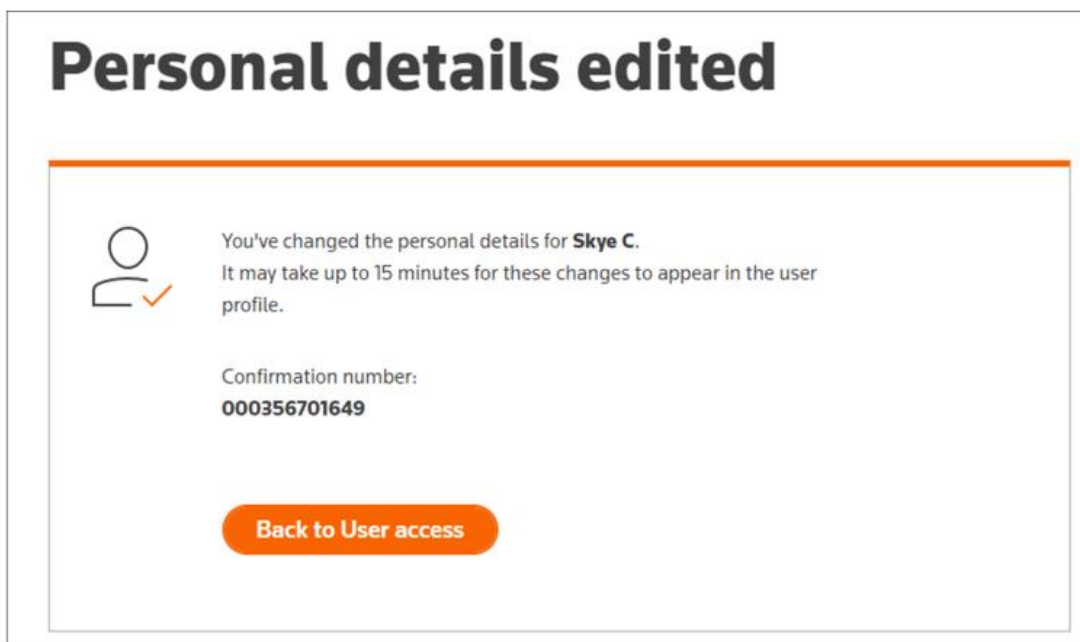 Personal details edited
You've changed the personal details for Skye C.
It may take up to 15 minutes for these changes to appear in the user
profile.
Confirmation number:
000356701649
Back to User access